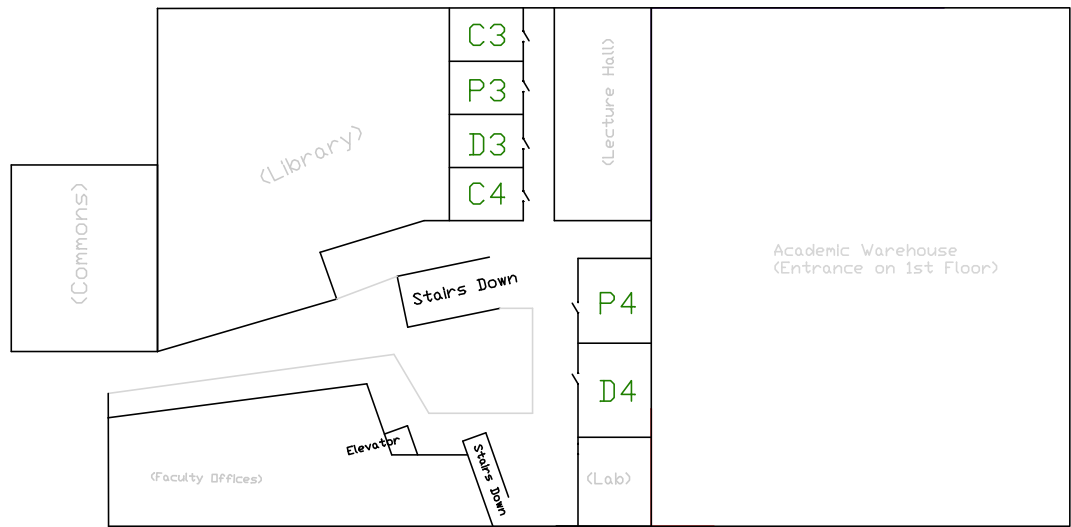 C3
P3
D3
C4
(Lecture Hall)
(Library)
(Commons)
Academic Warehouse
(Entrance on 1st Floor)
Stairs Down
P4
D4
Elevator
Stairs Down
(Faculty Offices)
(Lab)